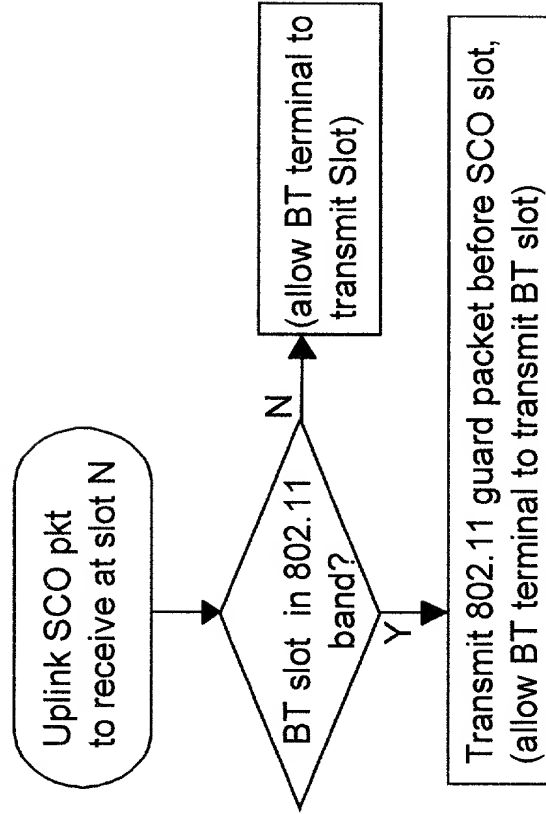 Uplink SCO pkt
to receive at slot N
BT slot in 802.11
band?
N
(allow BT terminal to
transmit Slot)
Y
Transmit 802.11 guard packet before SCO slot,
(allow BT terminal to transmit BT slot)